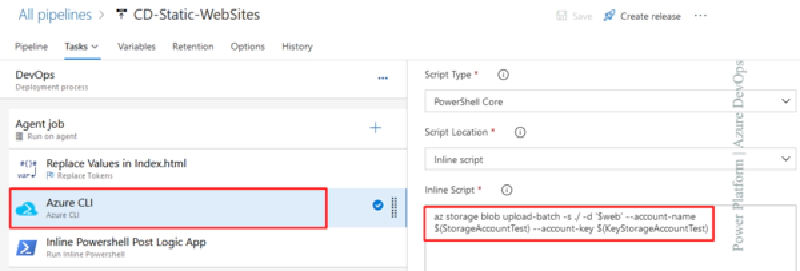 All pipelines > CD-Static-WebSites
Save Create release ...
Pipeline Tasks Variables Retention Options History
DevOps
Deployment process
Agent job
Run on agent
Replace Values in Index.html
Replace Tokens
Azure CLI
Azure CLI
Inline Powershell Post Logic App
Run Inline Powershell
Script Type *
PowerShell Core
Script Location *
Inline script
Inline Script *
az storage blob upload-batch -s ./ -d '$web' --account-name
$(StorageAccountTest) --account-key $(KeyStorageAccountTest)
Power Platform | Azure DevOps